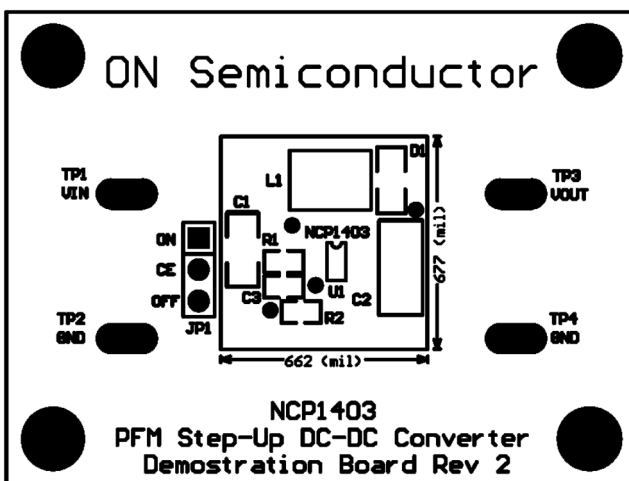 ON Semiconductor
D1
TP1
VIN
L1
TP3
VOUT
C1
NCP1403
ON
R1
677 (mil)
CE
C3
U1
C2
OFF
R2
JP1
TP2
GND
TP4
GND
662 (mil)
NCP1403
PFM Step-Up DC-DC Converter
Demostration Board Rev 2